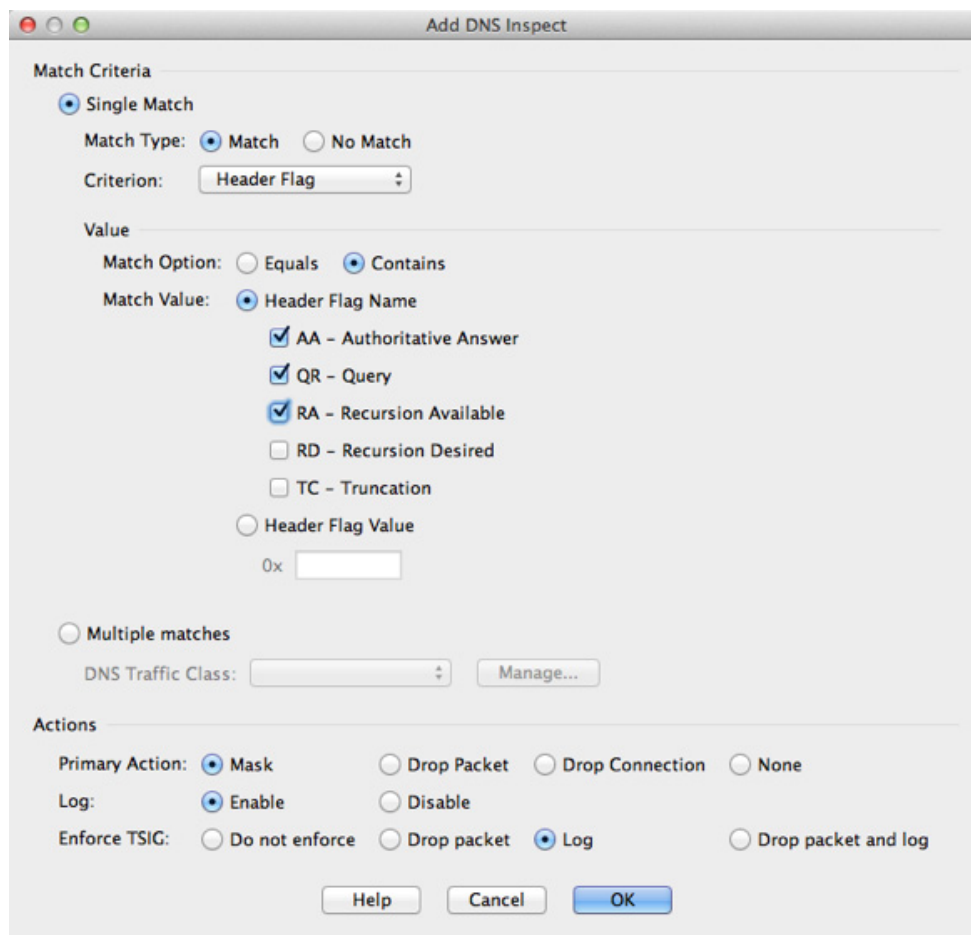 Add DNS Inspect
Match Criteria
Single Match
Match Type: Match No Match
Criterion: Header Flag
Value
Match Option: Equals Contains
Match Value: Header Flag Name
AA – Authoritative Answer
QR – Query
RA – Recursion Available
RD – Recursion Desired
TC – Truncation
Header Flag Value
0x
Multiple matches
DNS Traffic Class: Manage...
Actions
Primary Action: Mask Drop Packet Drop Connection None
Log: Enable Disable
Enforce TSIG: Do not enforce Drop packet Log Drop packet and log
Help Cancel OK